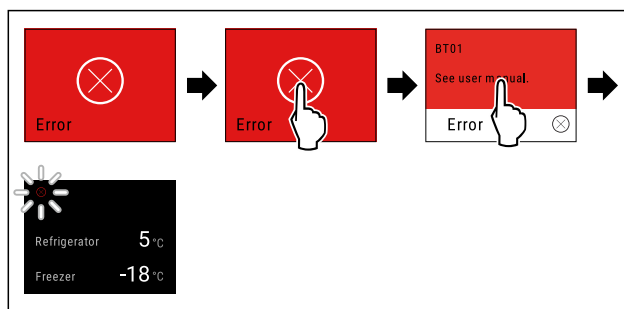 Error
Error
BT01
See user manual.
Error
Refrigerator 5 °C
Freezer -18 °C